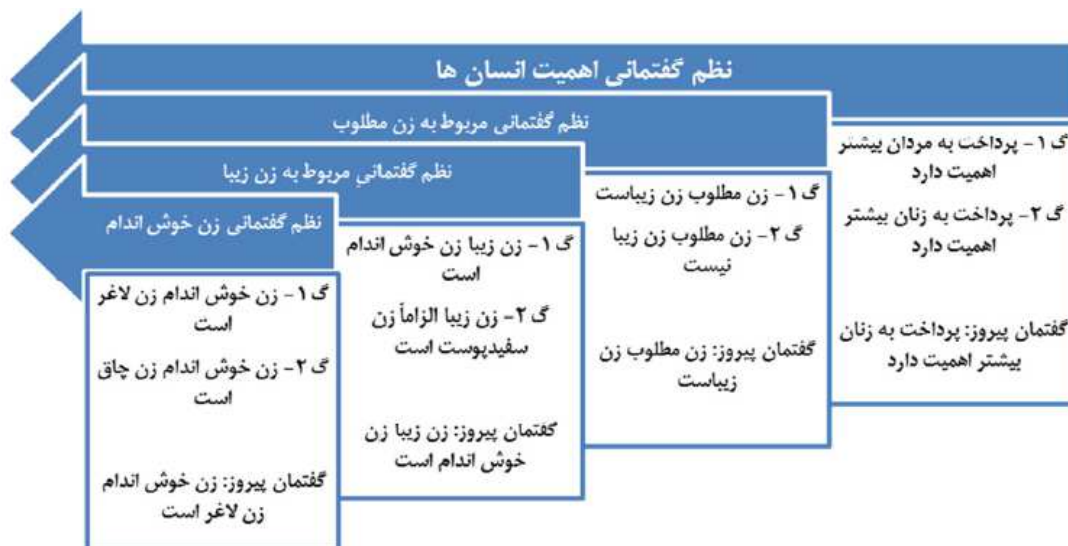 نظم گفتمانی اهمیت انسان ها
گ ۱- پرداخت به مردان بیشتر
اهمیت دارد
گ ۲- پرداخت به زنان بیشتر
اهمیت دارد
گفتمان پیروز: پرداخت به زنان
بیشتر اهمیت دارد
نظم گفتمانی مربوط به زن مطلوب
گ ۱- زن مطلوب زن زیباست
گ ۲- زن مطلوب زن زیبا
نیست
گفتمان پیروز: زن مطلوب زن
زیباست
نظم گفتمانیِ مربوط به زن زیبا
گ ۱- زن زیبا زن خوش اندام
است
گ ۲- زن زیبا الزاماً زن
سفیدپوست است
گفتمان پیروز: زن زیبا زن
خوش اندام است
نظم گفتمانی زن خوش اندام
گ ۱- زن خوش اندام زن لاغر
است
گ ۲- زن خوش اندام زن چاق
است
گفتمان پیروز: زن خوش اندام
زن لاغر است